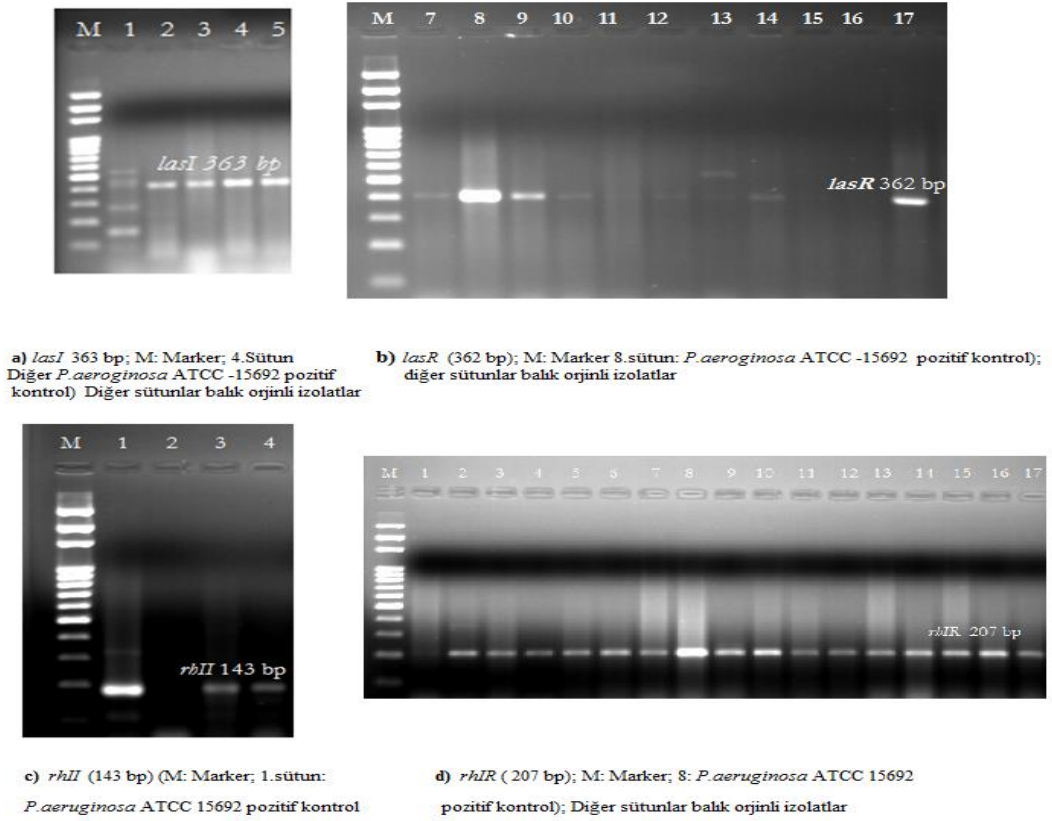 M 1 2 3 4 5
lasI 363 bp
M 7 8 9 10 11 12 13 14 15 16 17
lasR 362 bp
a) lasI 363 bp; M: Marker; 4.Sütun
Diğer P.aeroginosa ATCC -15692 pozitif
kontrol) Diğer sütunlar balık orjinli izolatlar
b) lasR (362 bp); M: Marker 8.sütun: P.aeroginosa ATCC -15692 pozitif kontrol);
diğer sütunlar balık orjinli izolatlar
M 1 2 3 4
rhlI 143 bp
M 1 2 3 4 5 6 7 8 9 10 11 12 13 14 15 16 17
rhlR 207 bp
c) rhlI (143 bp) (M: Marker; 1.sütun:
P.aeruginosa ATCC 15692 pozitif kontrol
d) rhlR ( 207 bp); M: Marker; 8: P.aeruginosa ATCC 15692
pozitif kontrol); Diğer sütunlar balık orjinli izolatlar